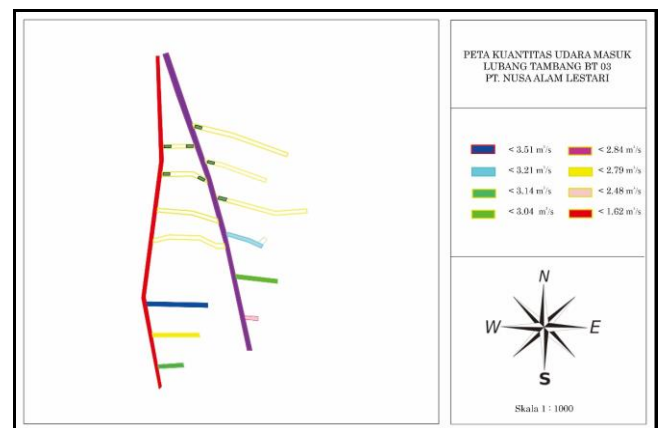 PETA KUANTITAS UDARA MASUK
LUBANG TAMBANG BT 03
PT. NUSA ALAM LESTARI
< 3.51 m³/s
< 2.84 m³/s
< 3.21 m³/s
< 2.79 m³/s
< 3.14 m³/s
< 2.48 m³/s
< 3.04 m³/s
< 1.62 m³/s
N
W
E
S
Skala 1 : 1000